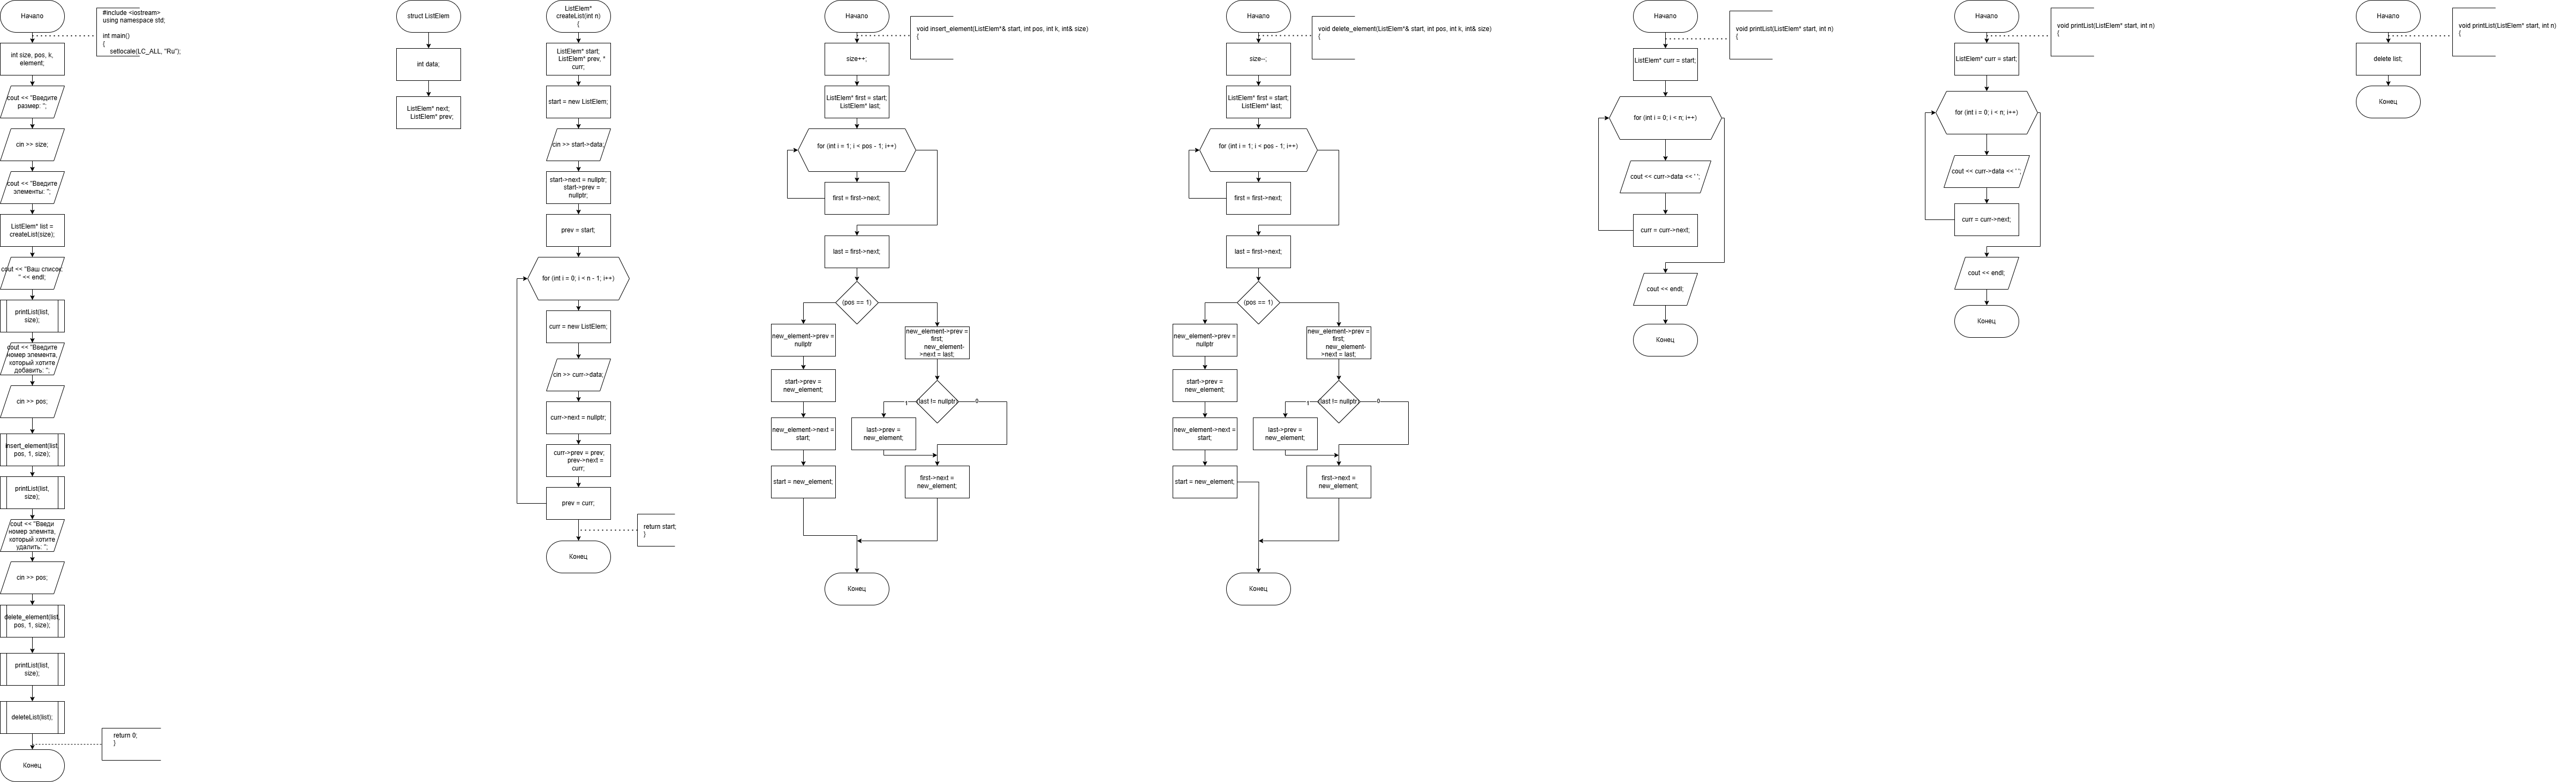 Начало
#include <iostream>
using namespace std;
int main()
{
setlocale(LC_ALL, "Ru");
int size, pos, k,
element;
cout << "Введите
размер: ";
cin >> size;
cout << "Введите
элементы: ";
ListElem* list =
createList(size);
cout << "Ваш список:
" << endl;
printList(list,
size);
cout << "Введите
номер элемента,
который хотите
добавить: ";
cin >> pos;
insert_element(list,
pos, 1, size);
printList(list,
size);
cout << "Введи
номер элемнта,
который хотите
удалить: ";
cin >> pos;
delete_element(list,
pos, 1, size);
printList(list,
size);
deleteList(list);
return 0;
}
Конец
struct ListElem
int data;
ListElem* next;
ListElem* prev;
ListElem*
createList(int n)
{
ListElem* start;
ListElem* prev, *
curr;
start = new ListElem;
cin >> start->data;
start->next = nullptr;
start->prev =
nullptr;
prev = start;
for (int i = 0; i < n - 1; i++)
curr = new ListElem;
cin >> curr->data;
curr->next = nullptr;
curr->prev = prev;
prev->next =
curr;
prev = curr;
return start;
}
Конец
Начало
void insert_element(ListElem*& start, int pos, int k, int& size)
{
size++;
ListElem* first = start;
ListElem* last;
for (int i = 1; i < pos - 1; i++)
first = first->next;
last = first->next;
(pos == 1)
new_element->prev =
nullptr
start->prev =
new_element;
new_element->next =
start;
start = new_element;
new_element->prev =
first;
new_element-
>next = last;
(last != nullptr)
1
0
last->prev =
new_element;
first->next =
new_element;
Конец
Начало
void delete_element(ListElem*& start, int pos, int k, int& size)
{
size--;
ListElem* first = start;
ListElem* last;
for (int i = 1; i < pos - 1; i++)
first = first->next;
last = first->next;
(pos == 1)
new_element->prev =
nullptr
start->prev =
new_element;
new_element->next =
start;
start = new_element;
new_element->prev =
first;
new_element-
>next = last;
(last != nullptr)
1
0
last->prev =
new_element;
first->next =
new_element;
Конец
Начало
void printList(ListElem* start, int n)
{
ListElem* curr = start;
for (int i = 0; i < n; i++)
cout << curr->data << ' ';
curr = curr->next;
cout << endl;
Конец
Начало
void printList(ListElem* start, int n)
{
ListElem* curr = start;
for (int i = 0; i < n; i++)
cout << curr->data << ' ';
curr = curr->next;
cout << endl;
Конец
Начало
void printList(ListElem* start, int n)
{
delete list;
Конец